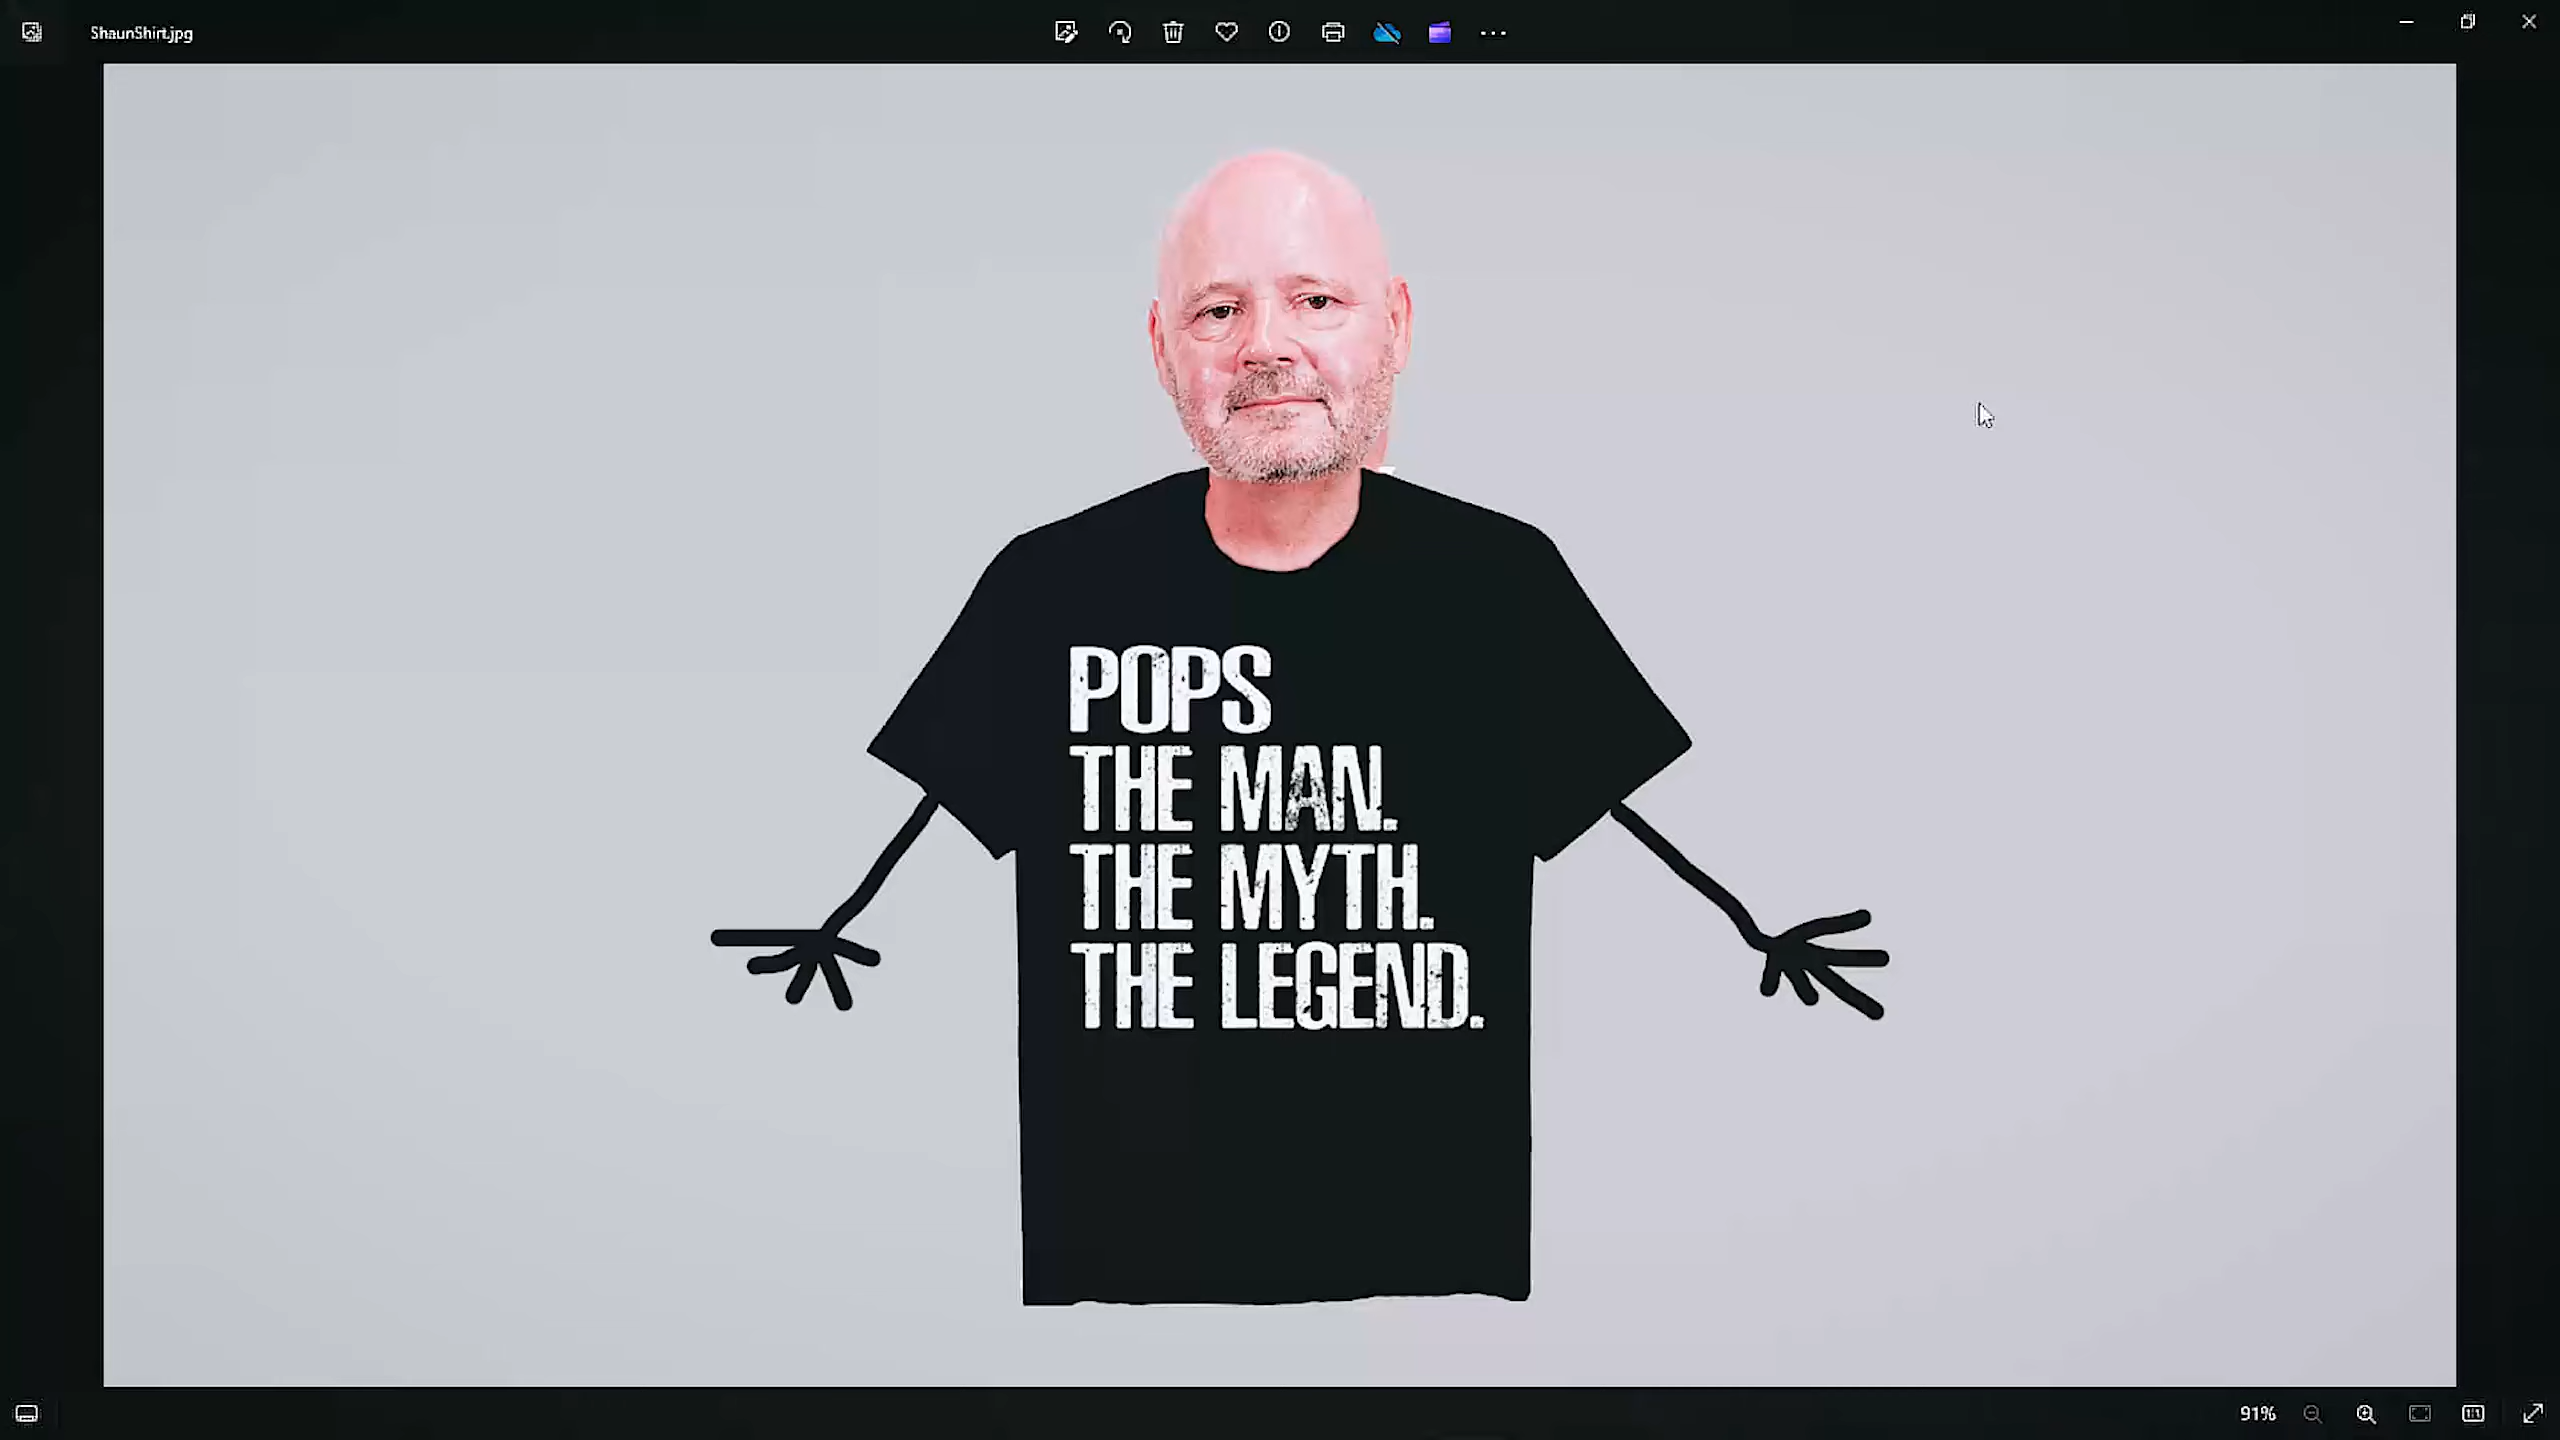 ShaunShirt.jpg
POPS
THE MAN.
THE MYTH.
THE LEGEND.
91%